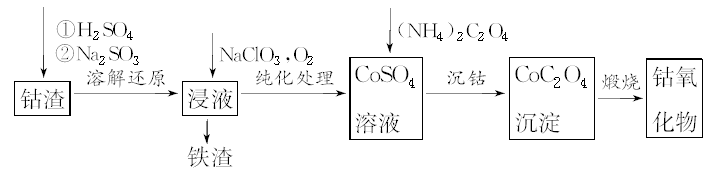 ①H₂SO₄
②Na₂SO₃
NaClO₃,O₂
(NH₄)₂C₂O₄
钴渣
溶解还原
浸液
纯化处理
CoSO₄
溶液
沉钴
CoC₂O₄
沉淀
煅烧
钴氧
化物
铁渣